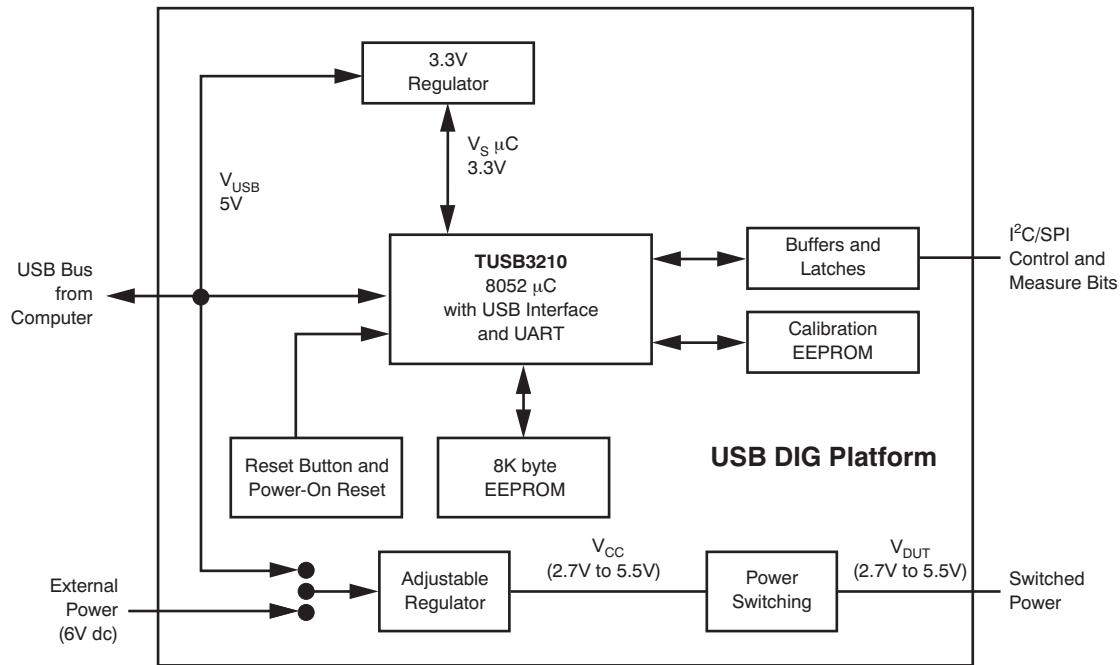 3.3V
Regulator
V_S μC
3.3V
V_USB
5V
USB Bus
from
Computer
TUSB3210
8052 μC
with USB Interface
and UART
Buffers and
Latches
I²C/SPI
Control and
Measure Bits
Calibration
EEPROM
Reset Button and
Power-On Reset
8K byte
EEPROM
USB DIG Platform
External
Power
(6V dc)
Adjustable
Regulator
V_CC
(2.7V to 5.5V)
Power
Switching
V_DUT
(2.7V to 5.5V)
Switched
Power